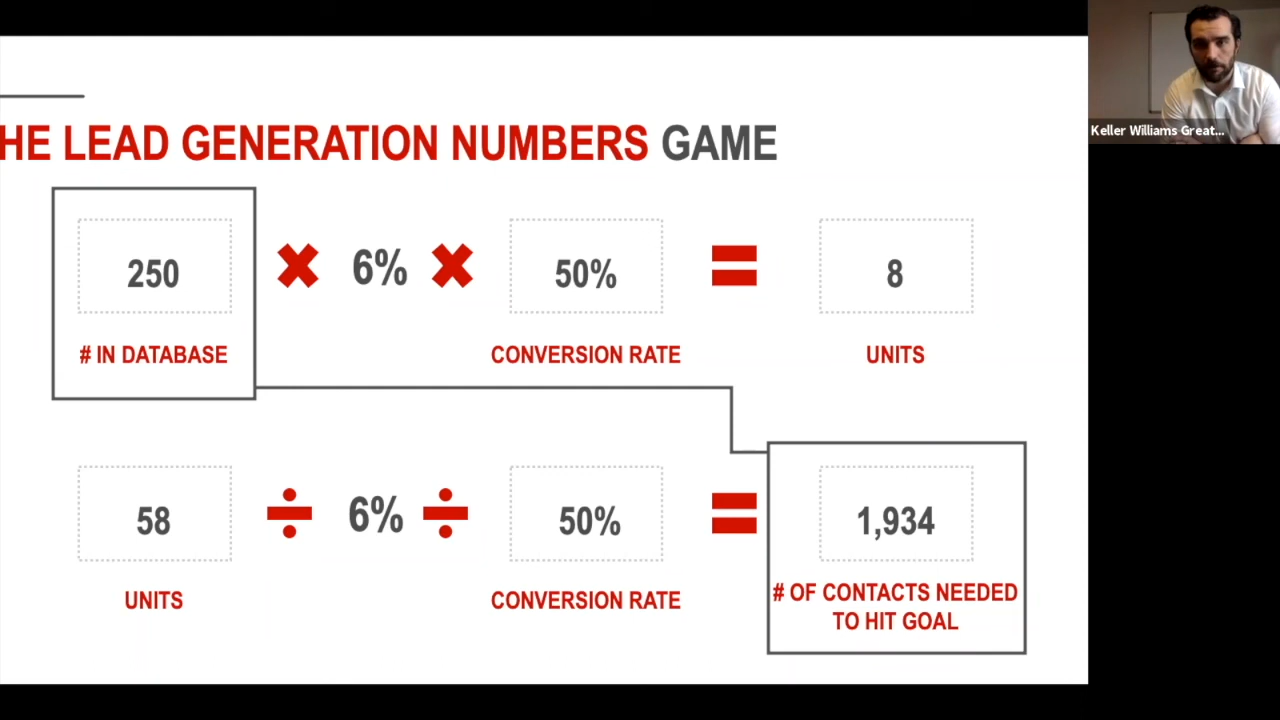 HE LEAD GENERATION NUMBERS GAME
Keller Williams Great...
250 × 6% × 50% = 8
# IN DATABASE CONVERSION RATE UNITS
58 ÷ 6% ÷ 50% = 1,934
UNITS CONVERSION RATE # OF CONTACTS NEEDED
TO HIT GOAL